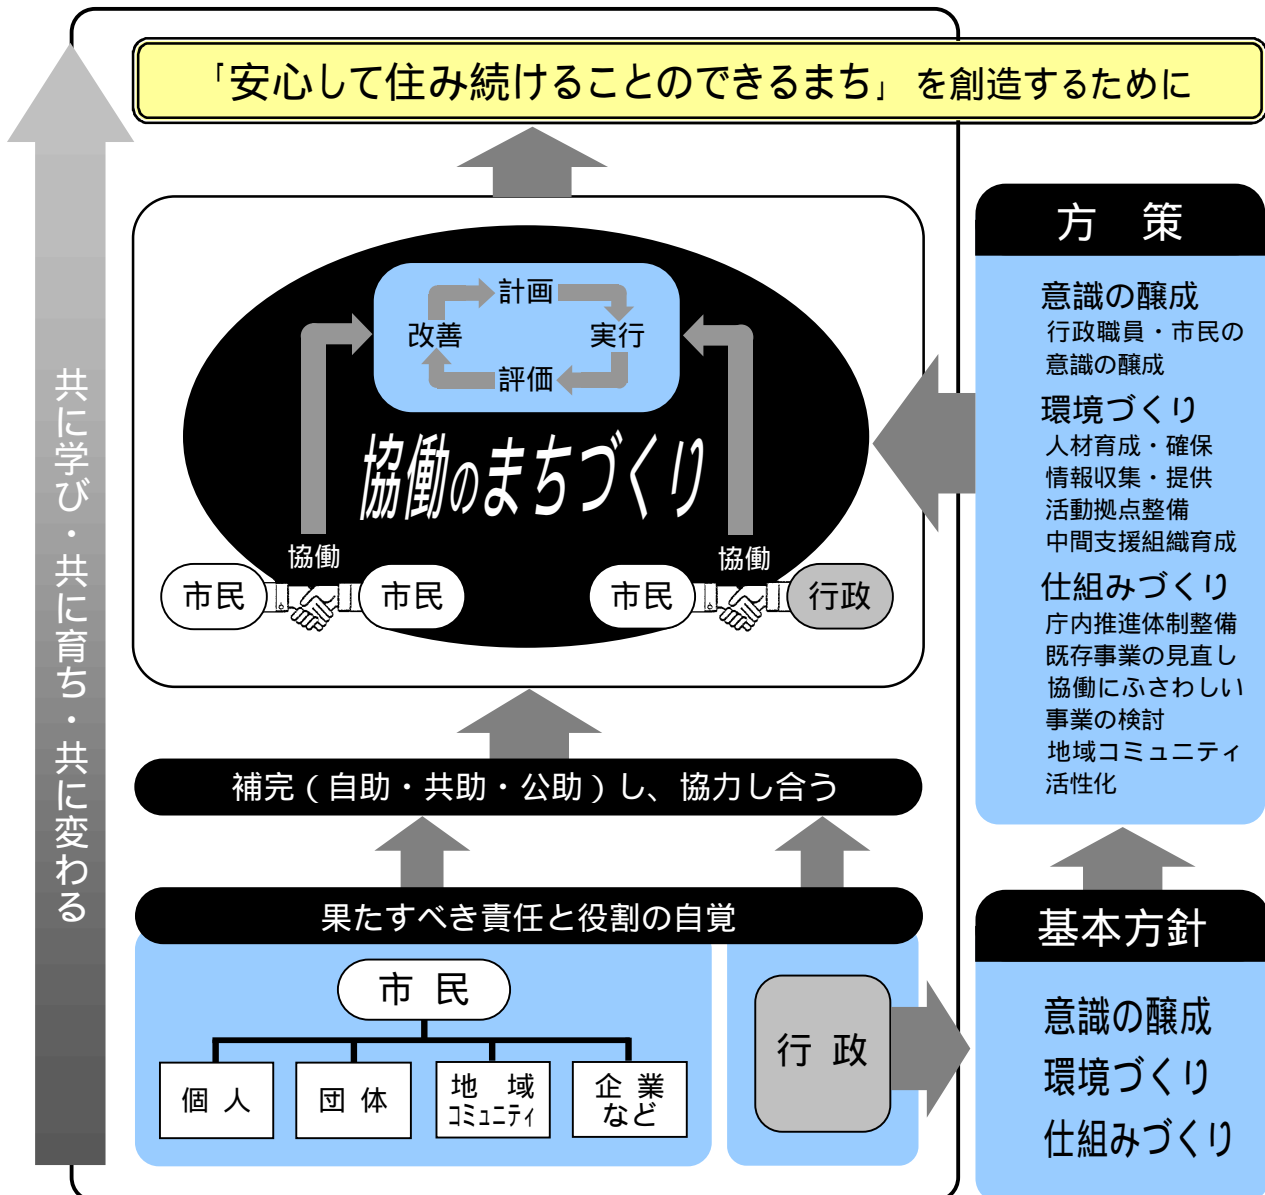 「安心して住み続けることのできるまち」を創造するために
共に学び・共に育ち・共に変わる
計画
改善
実行
評価
協働のまちづくり
協働
協働
市民
市民
市民
行政
補完(自助・共助・公助)し、協力し合う
果たすべき責任と役割の自覚
市 民
個 人
団 体
地 域
コミュニティ
企 業
など
行 政
方 策
意識の醸成
行政職員・市民の
意識の醸成
環境づくり
人材育成・確保
情報収集・提供
活動拠点整備
中間支援組織育成
仕組みづくり
庁内推進体制整備
既存事業の見直し
協働にふさわしい
事業の検討
地域コミュニティ
活性化
基本方針
意識の醸成
環境づくり
仕組みづくり